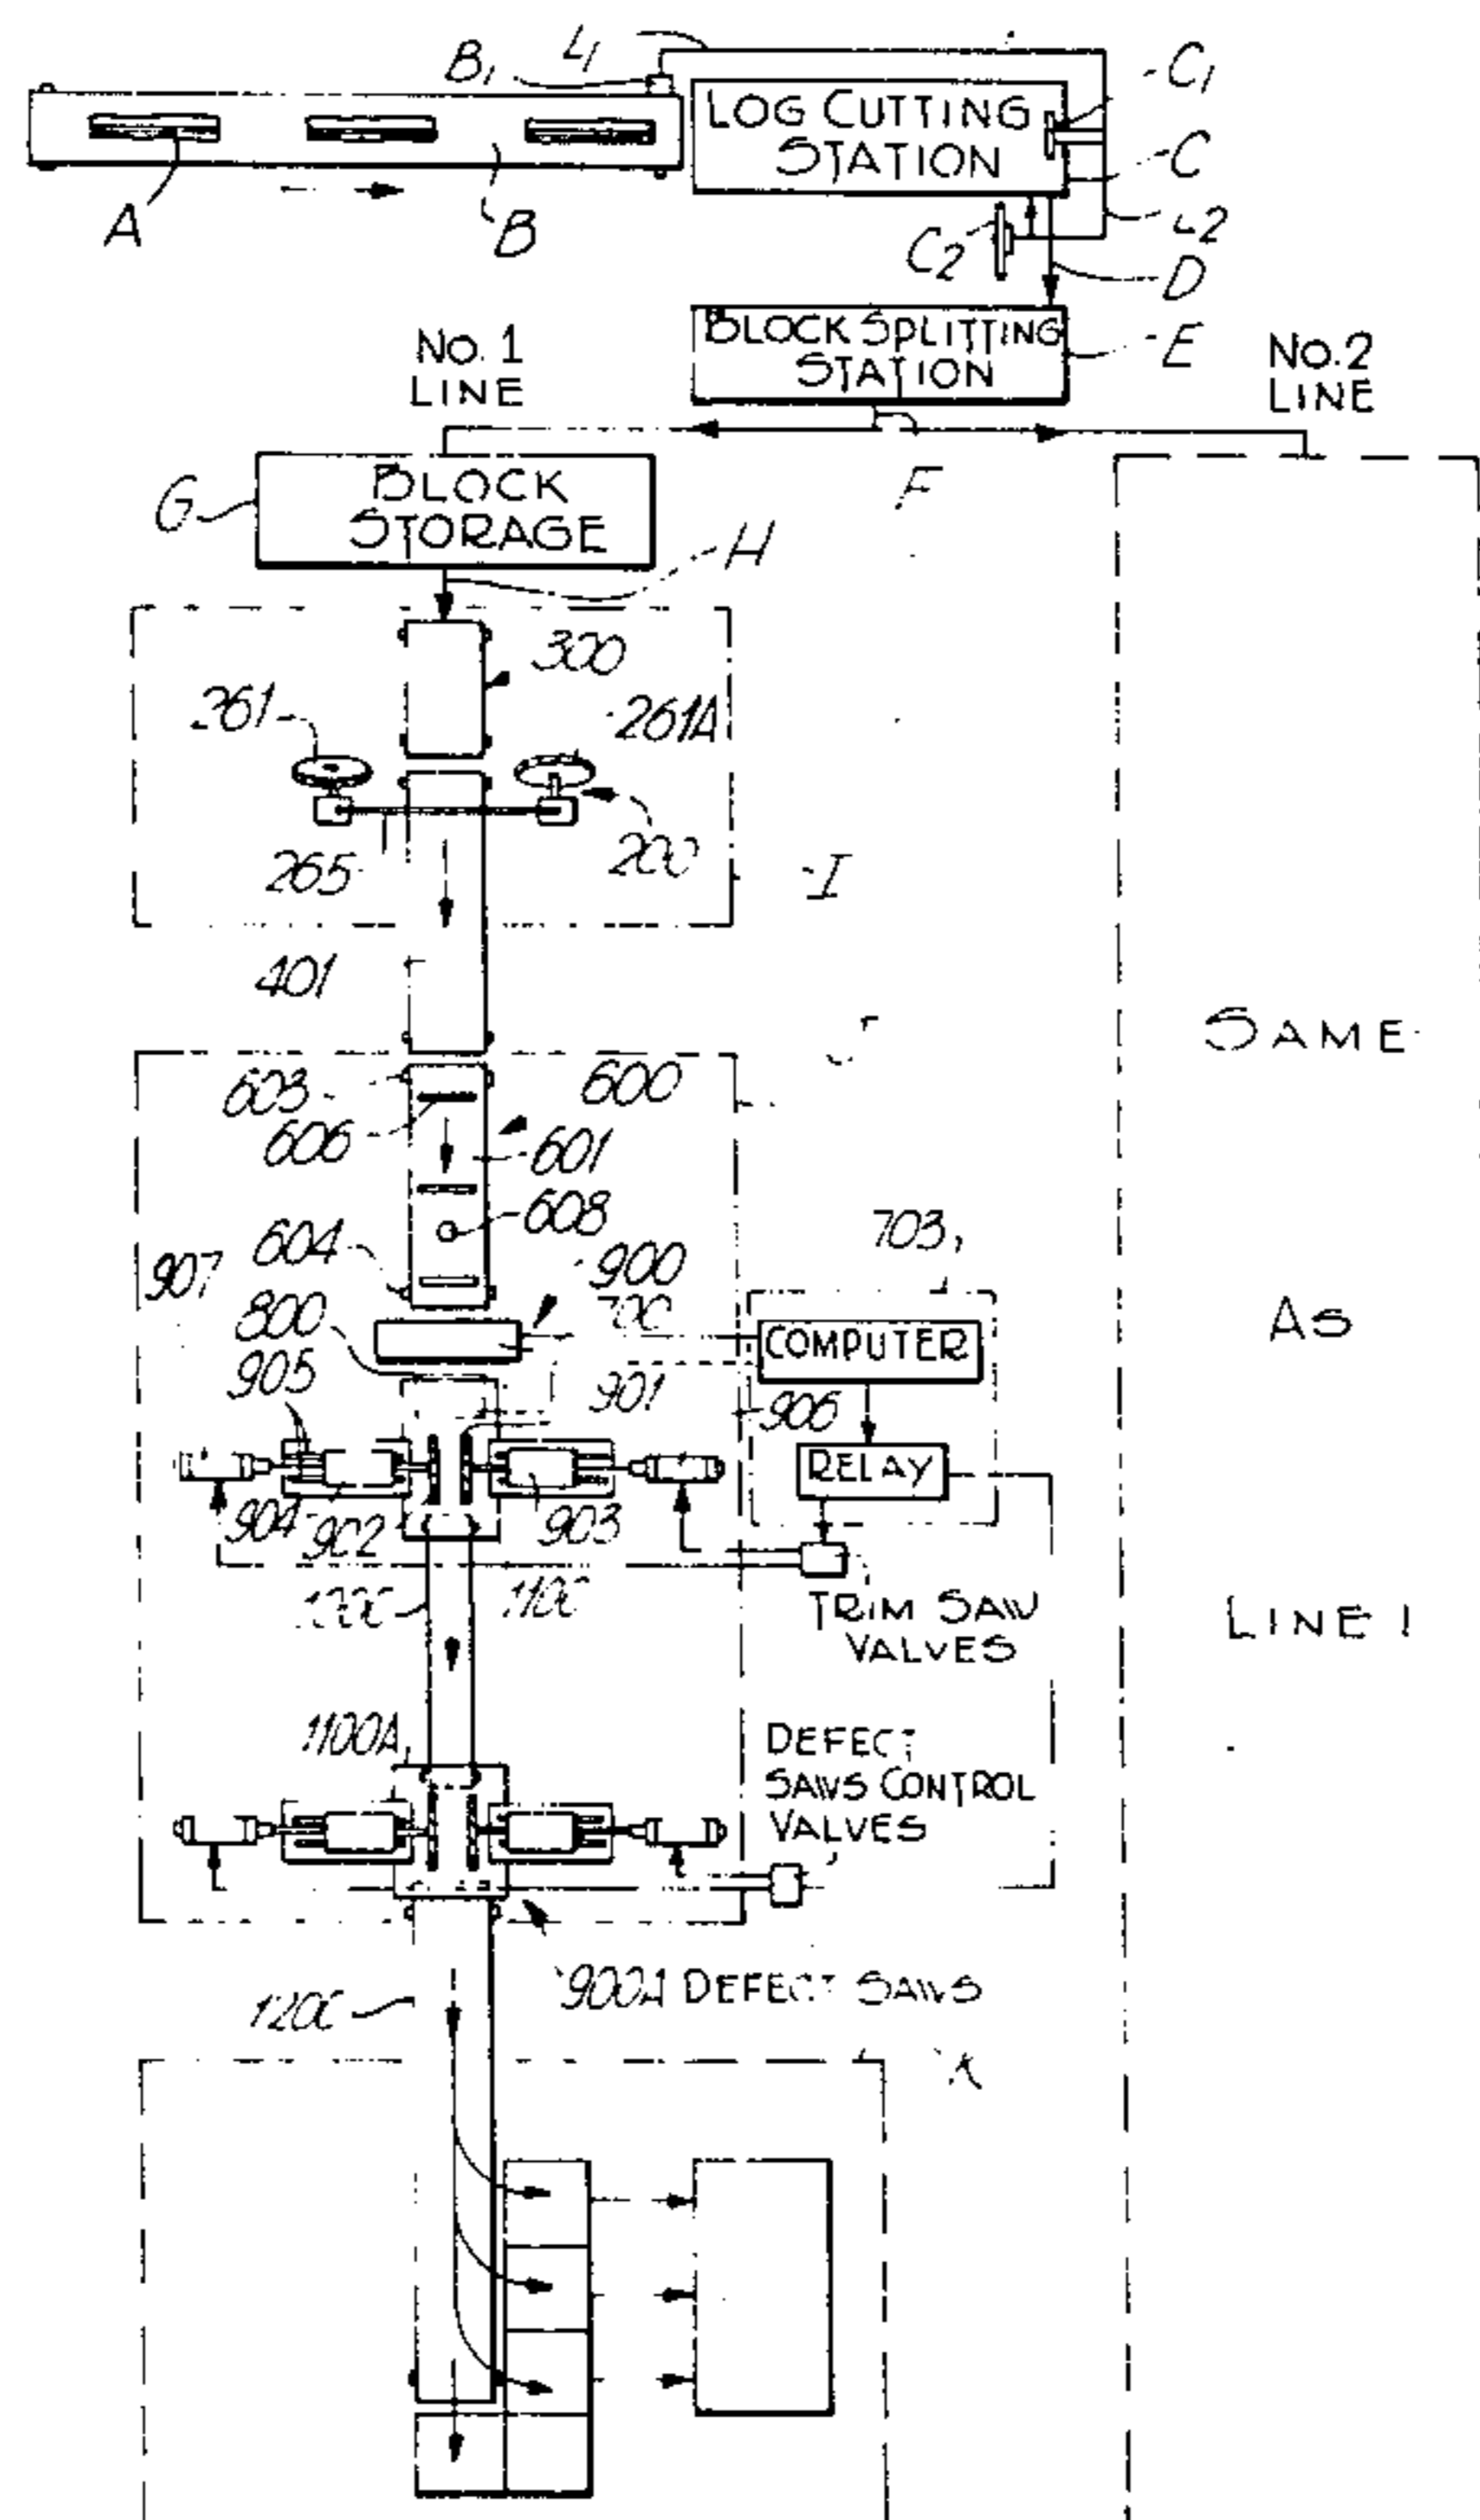 B1
L1
C1
LOG CUTTING
STATION
C
A
B
C2
L2
D
BLOCK SPLITTING
STATION
E
NO. 1
LINE
NO. 2
LINE
BLOCK
STORAGE
G
F
H
300
261
261A
200
265
I
401
SAME
603
600
606
601
608
604
703
907
900
700
800
COMPUTER
AS
905
901
906
RELAY
904
902
903
1100
TRIM SAW
VALVES
LINE 1
1100A
DEFECT
SAWS CONTROL
VALVES
900A DEFECT SAWS
1200
K